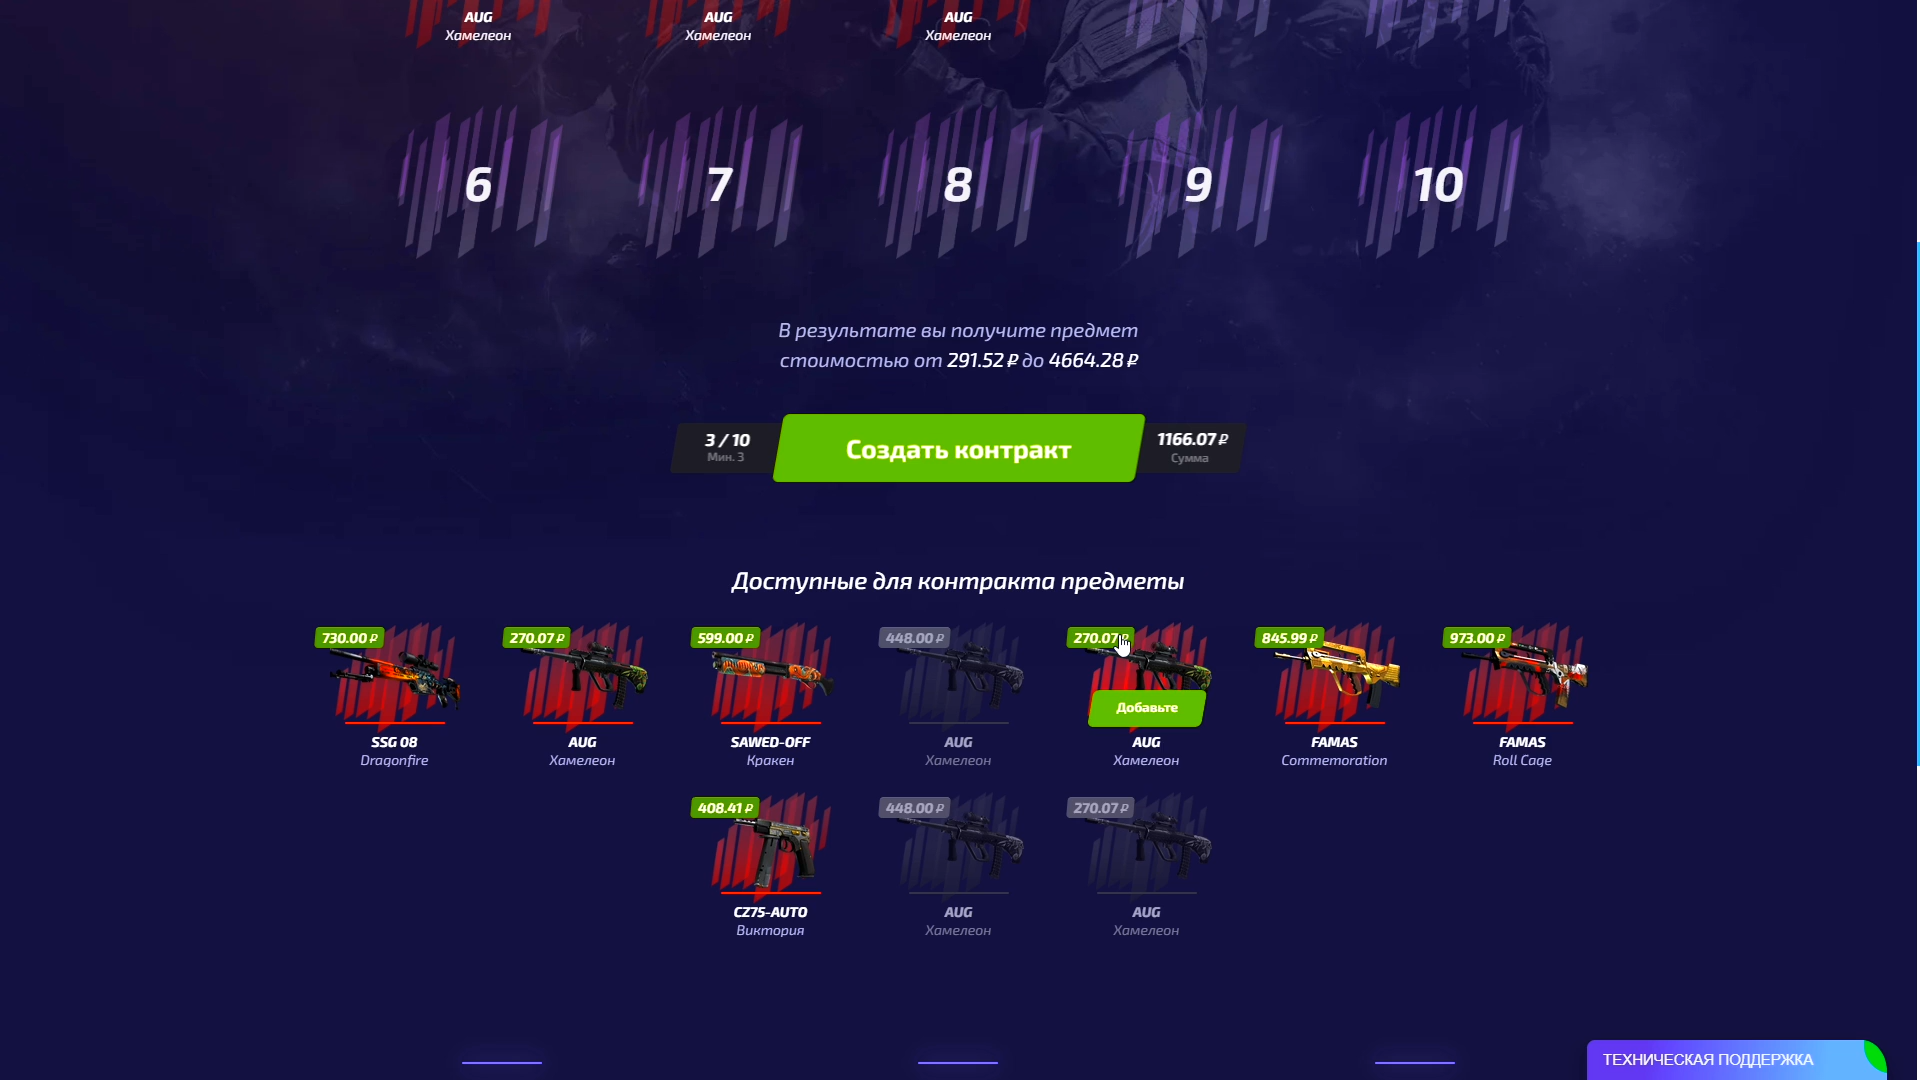 AUG
Хамелеон
AUG
Хамелеон
AUG
Хамелеон
6
7
8
9
10
В результате вы получите предмет
стоимостью от 291.52 ₽ до 4664.28 ₽
3 / 10
Мин. 3
Создать контракт
1166.07 ₽
Сумма
Доступные для контракта предметы
730.00 ₽
SSG 08
Dragonfire
270.07 ₽
AUG
Хамелеон
599.00 ₽
SAWED-OFF
Кракен
448.00 ₽
AUG
Хамелеон
270.07₽
Добавьте
AUG
Хамелеон
845.99 ₽
FAMAS
Commemoration
973.00 ₽
FAMAS
Roll Cage
408.41 ₽
CZ75-AUTO
Виктория
448.00 ₽
AUG
Хамелеон
270.07 ₽
AUG
Хамелеон
ТЕХНИЧЕСКАЯ ПОДДЕРЖКА